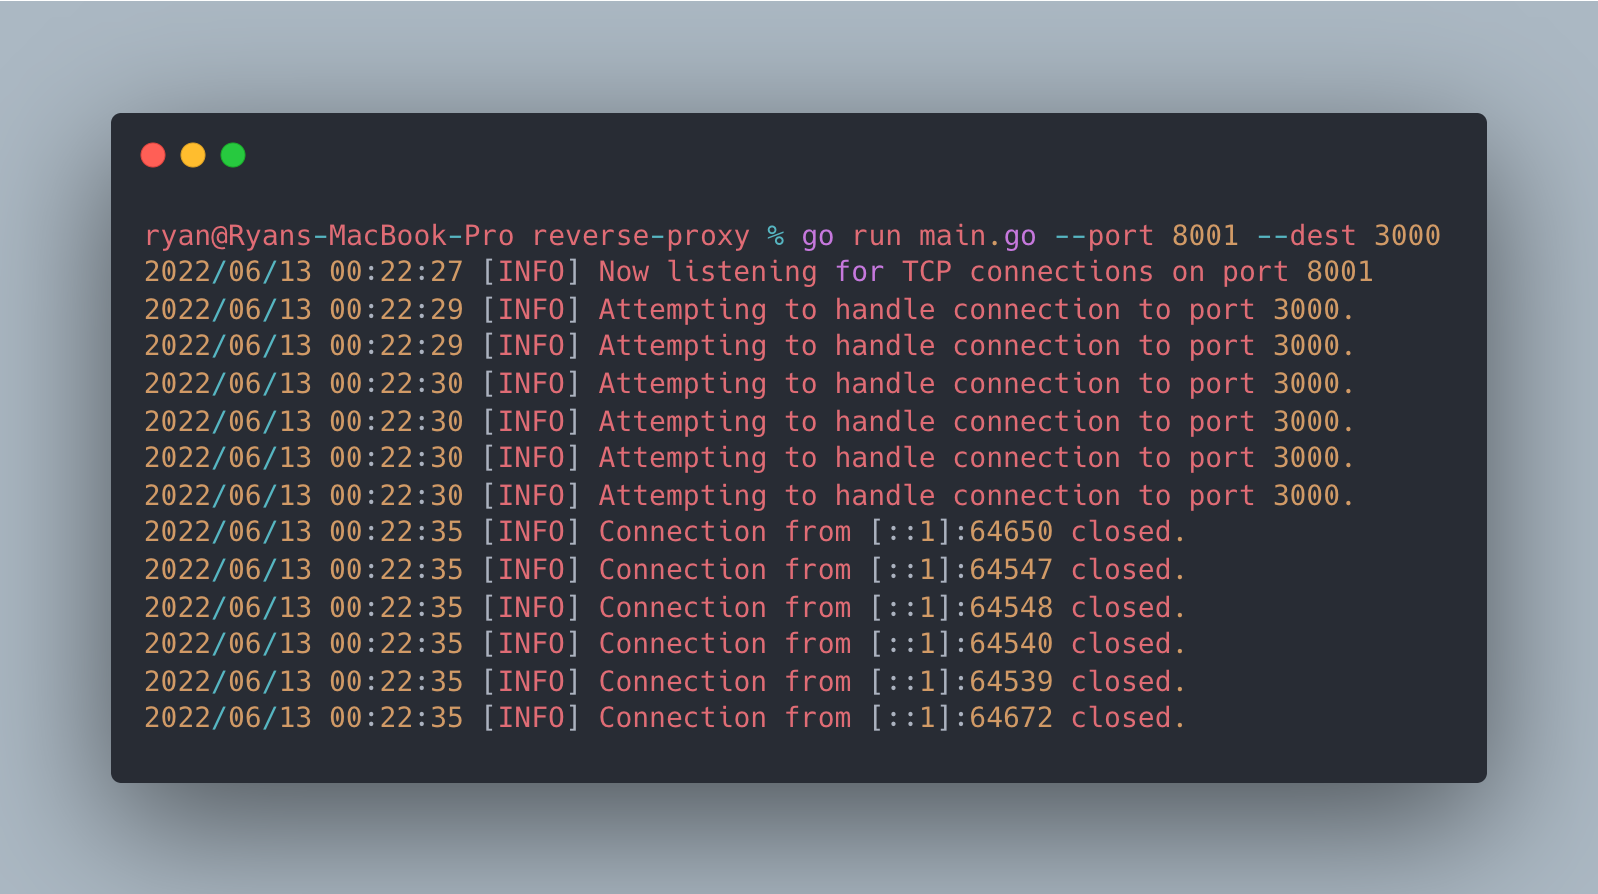 ryan@Ryans-MacBook-Pro reverse-proxy % go run main.go --port 8001 --dest 3000
2022/06/13 00:22:27 [INFO] Now listening for TCP connections on port 8001
2022/06/13 00:22:29 [INFO] Attempting to handle connection to port 3000.
2022/06/13 00:22:29 [INFO] Attempting to handle connection to port 3000.
2022/06/13 00:22:30 [INFO] Attempting to handle connection to port 3000.
2022/06/13 00:22:30 [INFO] Attempting to handle connection to port 3000.
2022/06/13 00:22:30 [INFO] Attempting to handle connection to port 3000.
2022/06/13 00:22:30 [INFO] Attempting to handle connection to port 3000.
2022/06/13 00:22:35 [INFO] Connection from [::1]:64650 closed.
2022/06/13 00:22:35 [INFO] Connection from [::1]:64547 closed.
2022/06/13 00:22:35 [INFO] Connection from [::1]:64548 closed.
2022/06/13 00:22:35 [INFO] Connection from [::1]:64540 closed.
2022/06/13 00:22:35 [INFO] Connection from [::1]:64539 closed.
2022/06/13 00:22:35 [INFO] Connection from [::1]:64672 closed.